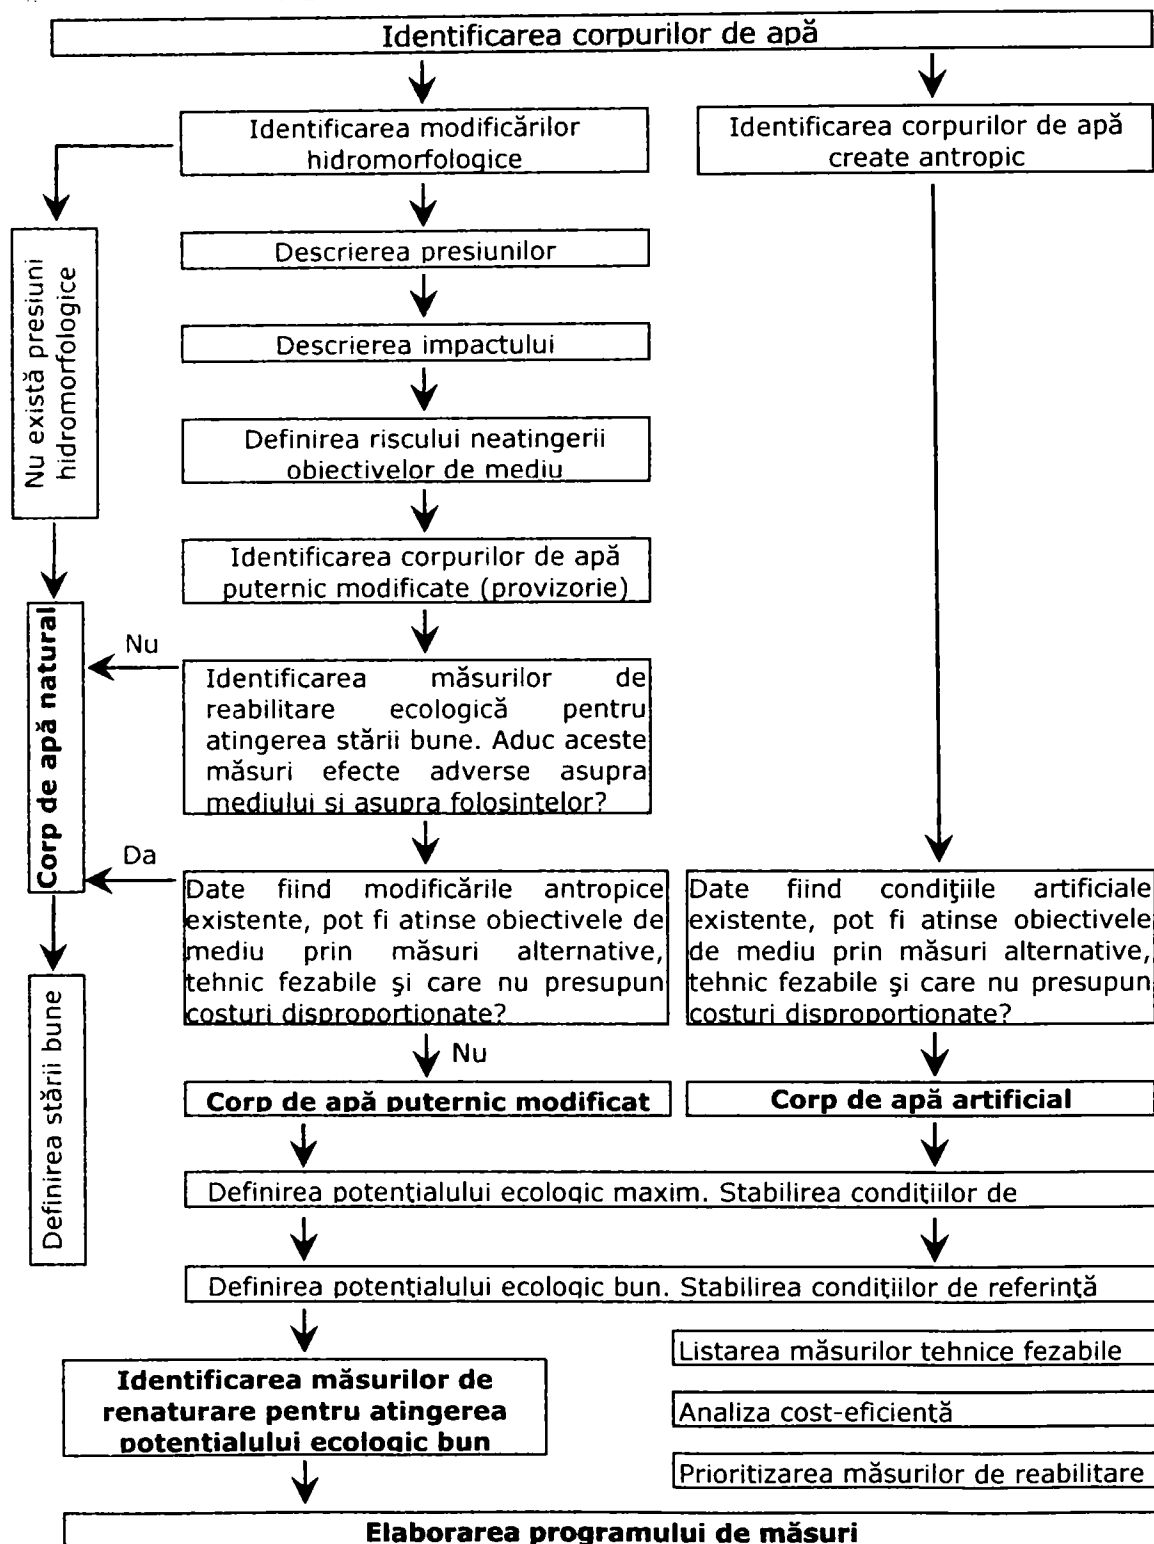 Identificarea corpurilor de apă
Identificarea modificărilor
hidromorfologice
Identificarea corpurilor de apă
create antropic
Nu există presiuni
hidromorfologice
Descrierea presiunilor
Descrierea impactului
Definirea riscului neatingerii
obiectivelor de mediu
Identificarea corpurilor de apă
puternic modificate (provizorie)
Nu
Corp de apă natural
Identificarea măsurilor de
reabilitare ecologică pentru
atingerea stării bune. Aduc aceste
măsuri efecte adverse asupra
mediului si asupra folosintelor?
Da
Date fiind modificările antropice
existente, pot fi atinse obiectivele de
mediu prin măsuri alternative,
tehnic fezabile şi care nu presupun
costuri disproportionate?
Date fiind condiţiile artificiale
existente, pot fi atinse obiectivele
de mediu prin măsuri alternative,
tehnic fezabile şi care nu presupun
costuri disproportionate?
Definirea stării bune
Nu
Corp de apă puternic modificat
Corp de apă artificial
Definirea potenţialului ecologic maxim. Stabilirea condiţiilor de
Definirea potenţialului ecologic bun. Stabilirea condiţiilor de referintă
Identificarea măsurilor de
renaturare pentru atingerea
potentialului ecologic bun
Listarea măsurilor tehnice fezabile
Analiza cost-eficientă
Prioritizarea măsurilor de reabilitare
Elaborarea programului de măsuri